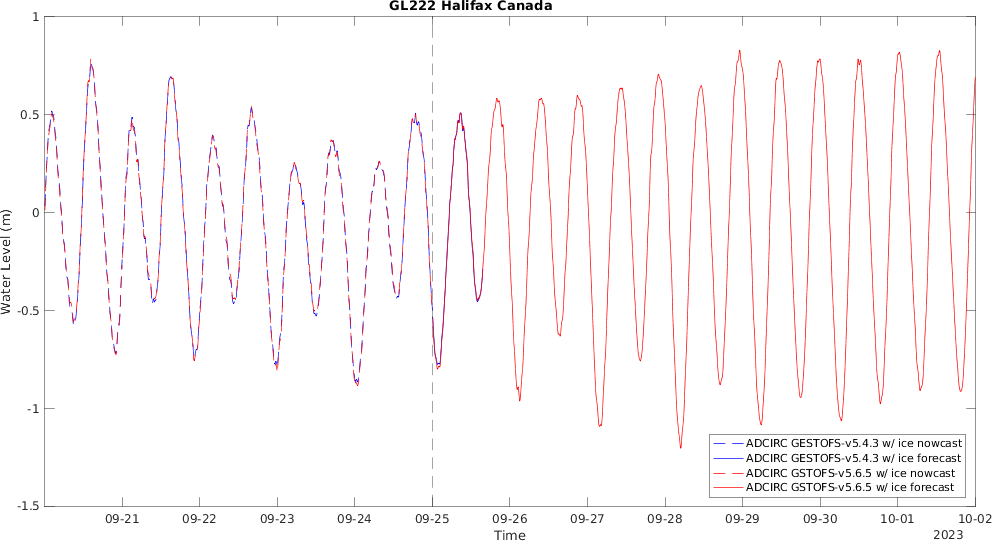 GL222 Halifax Canada
1
0.5
0
-0.5
-1
-1.5
Water Level (m)
ADCIRC GESTOFS-v5.4.3 w/ ice nowcast
ADCIRC GESTOFS-v5.4.3 w/ ice forecast
ADCIRC GSTOFS-v5.6.5 w/ ice nowcast
ADCIRC GSTOFS-v5.6.5 w/ ice forecast
09-21 09-22 09-23 09-24 09-25 09-26 09-27 09-28 09-29 09-30 10-01 10-02
Time 2023